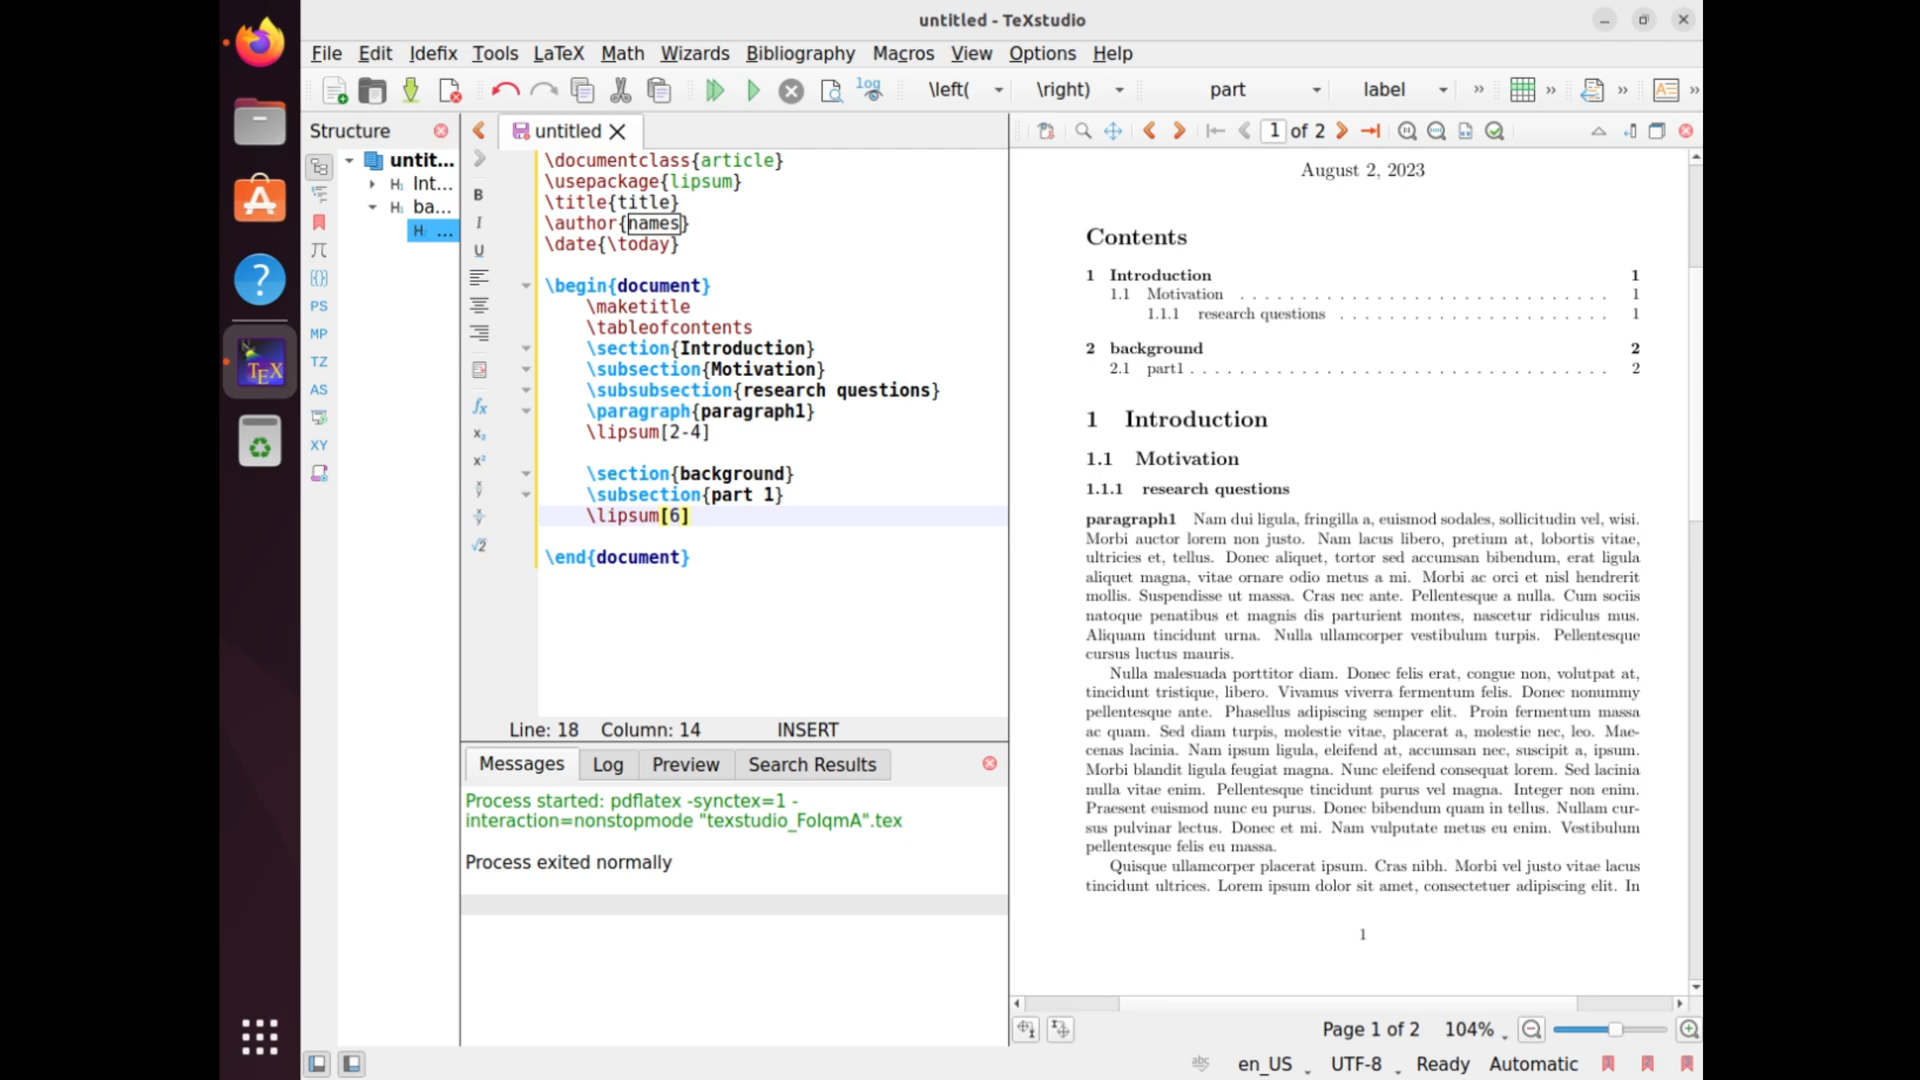 untitled - TeXstudio
File Edit Idefix Tools LaTeX Math Wizards Bibliography Macros View Options Help
log \left( \right) part label
Structure
untitled
1 of 2
untit...
Int...
ba...
...
PS
MP
TZ
AS
XY
\documentclass{article}
\usepackage{lipsum}
\title{title}
\author{names}
\date{\today}
\begin{document}
\maketitle
\tableofcontents
\section{Introduction}
\subsection{Motivation}
\subsubsection{research questions}
\paragraph{paragraph1}
\lipsum[2-4]
\section{background}
\subsection{part 1}
\lipsum[6]
\end{document}
Line: 18 Column: 14 INSERT
Messages Log Preview Search Results
Process started: pdflatex -synctex=1 -
interaction=nonstopmode "texstudio_FolqmA".tex
Process exited normally
August 2, 2023
Contents
1 Introduction 1
1.1 Motivation . . . . . . . . . . . . . . . . . . . . . . . . . . . . 1
1.1.1 research questions . . . . . . . . . . . . . . . . . . . . . 1
2 background 2
2.1 part1 . . . . . . . . . . . . . . . . . . . . . . . . . . . . . . . 2
1 Introduction
1.1 Motivation
1.1.1 research questions
paragraph1 Nam dui ligula, fringilla a, euismod sodales, sollicitudin vel, wisi.
Morbi auctor lorem non justo. Nam lacus libero, pretium at, lobortis vitae,
ultricies et, tellus. Donec aliquet, tortor sed accumsan bibendum, erat ligula
aliquet magna, vitae ornare odio metus a mi. Morbi ac orci et nisl hendrerit
mollis. Suspendisse ut massa. Cras nec ante. Pellentesque a nulla. Cum sociis
natoque penatibus et magnis dis parturient montes, nascetur ridiculus mus.
Aliquam tincidunt urna. Nulla ullamcorper vestibulum turpis. Pellentesque
cursus luctus mauris.
Nulla malesuada porttitor diam. Donec felis erat, congue non, volutpat at,
tincidunt tristique, libero. Vivamus viverra fermentum felis. Donec nonummy
pellentesque ante. Phasellus adipiscing semper elit. Proin fermentum massa
ac quam. Sed diam turpis, molestie vitae, placerat a, molestie nec, leo. Mae-
cenas lacinia. Nam ipsum ligula, eleifend at, accumsan nec, suscipit a, ipsum.
Morbi blandit ligula feugiat magna. Nunc eleifend consequat lorem. Sed lacinia
nulla vitae enim. Pellentesque tincidunt purus vel magna. Integer non enim.
Praesent euismod nunc eu purus. Donec bibendum quam in tellus. Nullam cur-
sus pulvinar lectus. Donec et mi. Nam vulputate metus eu enim. Vestibulum
pellentesque felis eu massa.
Quisque ullamcorper placerat ipsum. Cras nibh. Morbi vel justo vitae lacus
tincidunt ultrices. Lorem ipsum dolor sit amet, consectetuer adipiscing elit. In
1
Page 1 of 2 104%
en_US UTF-8 Ready Automatic